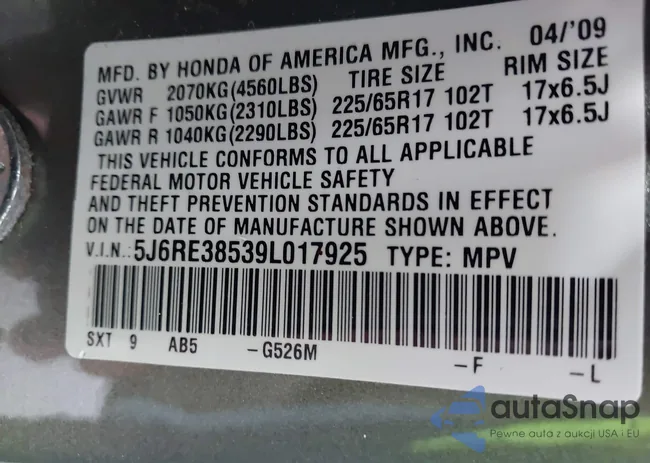 MFD. BY HONDA OF AMERICA MFG., INC. 04/'09
GVWR 2070KG(4560LBS) TIRE SIZE RIM SIZE
GAWR F 1050KG(2310LBS) 225/65R17 102T 17x6.5J
GAWR R 1040KG(2290LBS) 225/65R17 102T 17x6.5J
THIS VEHICLE CONFORMS TO ALL APPLICABLE
FEDERAL MOTOR VEHICLE SAFETY
AND THEFT PREVENTION STANDARDS IN EFFECT
ON THE DATE OF MANUFACTURE SHOWN ABOVE.
V.I.N.: 5J6RE38539L017925 TYPE: MPV
SXT 9 AB5 -G526M -F -L
autaSnap
Pewne auta z aukcji USA i EU